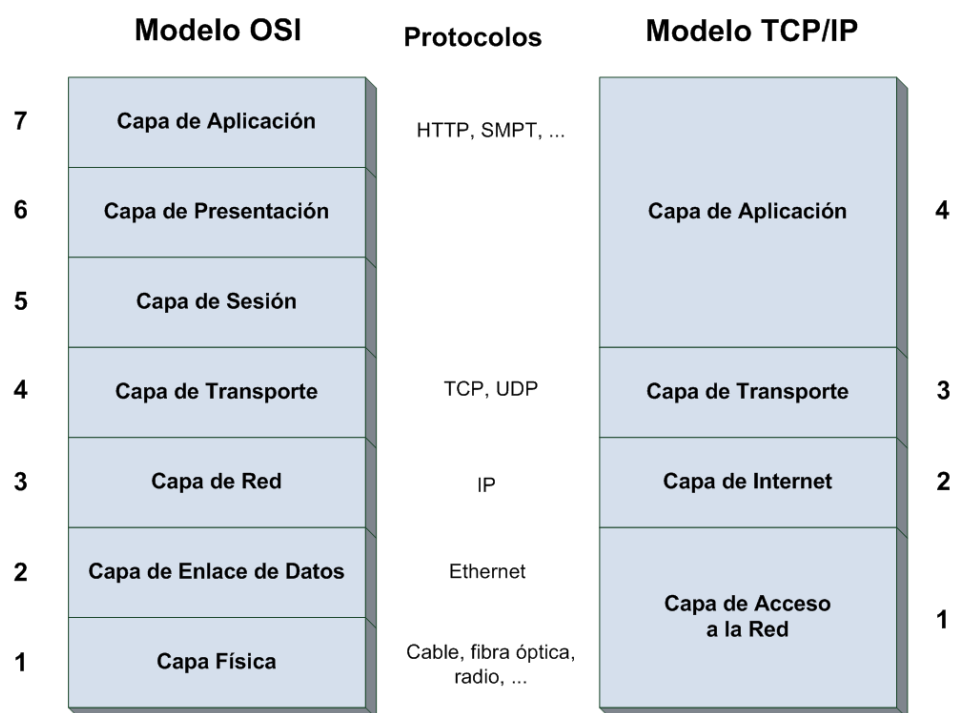 Modelo OSI Protocolos Modelo TCP/IP
7 Capa de Aplicación HTTP, SMPT, ...
6 Capa de Presentación Capa de Aplicación 4
5 Capa de Sesión
4 Capa de Transporte TCP, UDP Capa de Transporte 3
3 Capa de Red IP Capa de Internet 2
2 Capa de Enlace de Datos Ethernet
Capa de Acceso
a la Red
1
1 Capa Física Cable, fibra óptica,
radio, ...